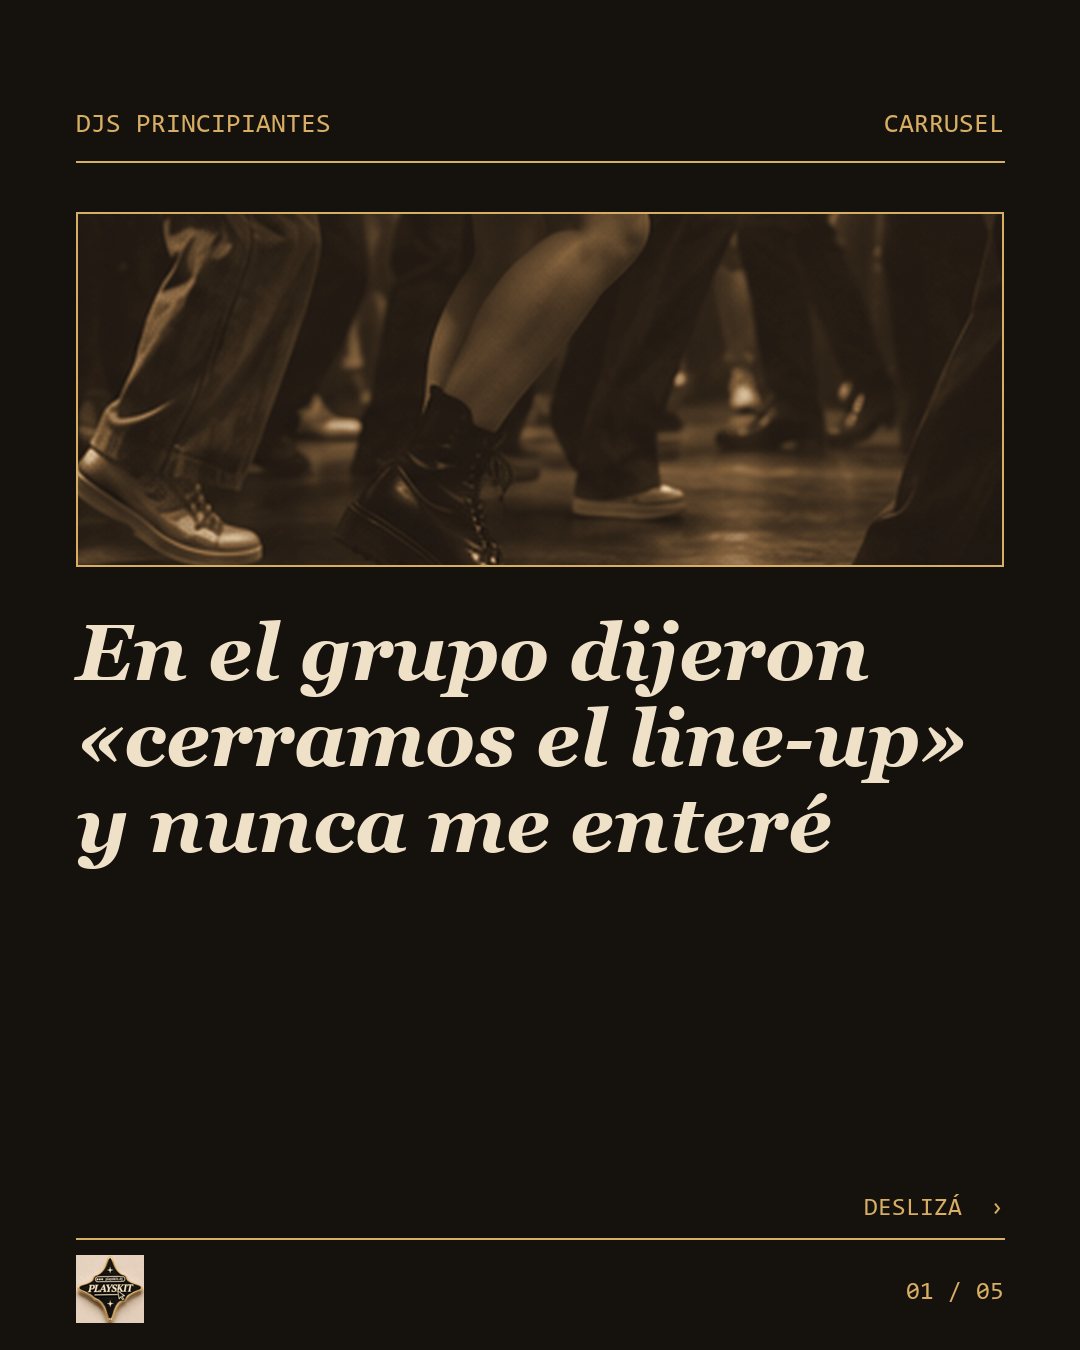 DJS PRINCIPIANTES
CARRUSEL
En el grupo dijeron
«cerramos el line-up»
y nunca me enteré
DESLIZÁ ›
PLAYSKIT
01 / 05